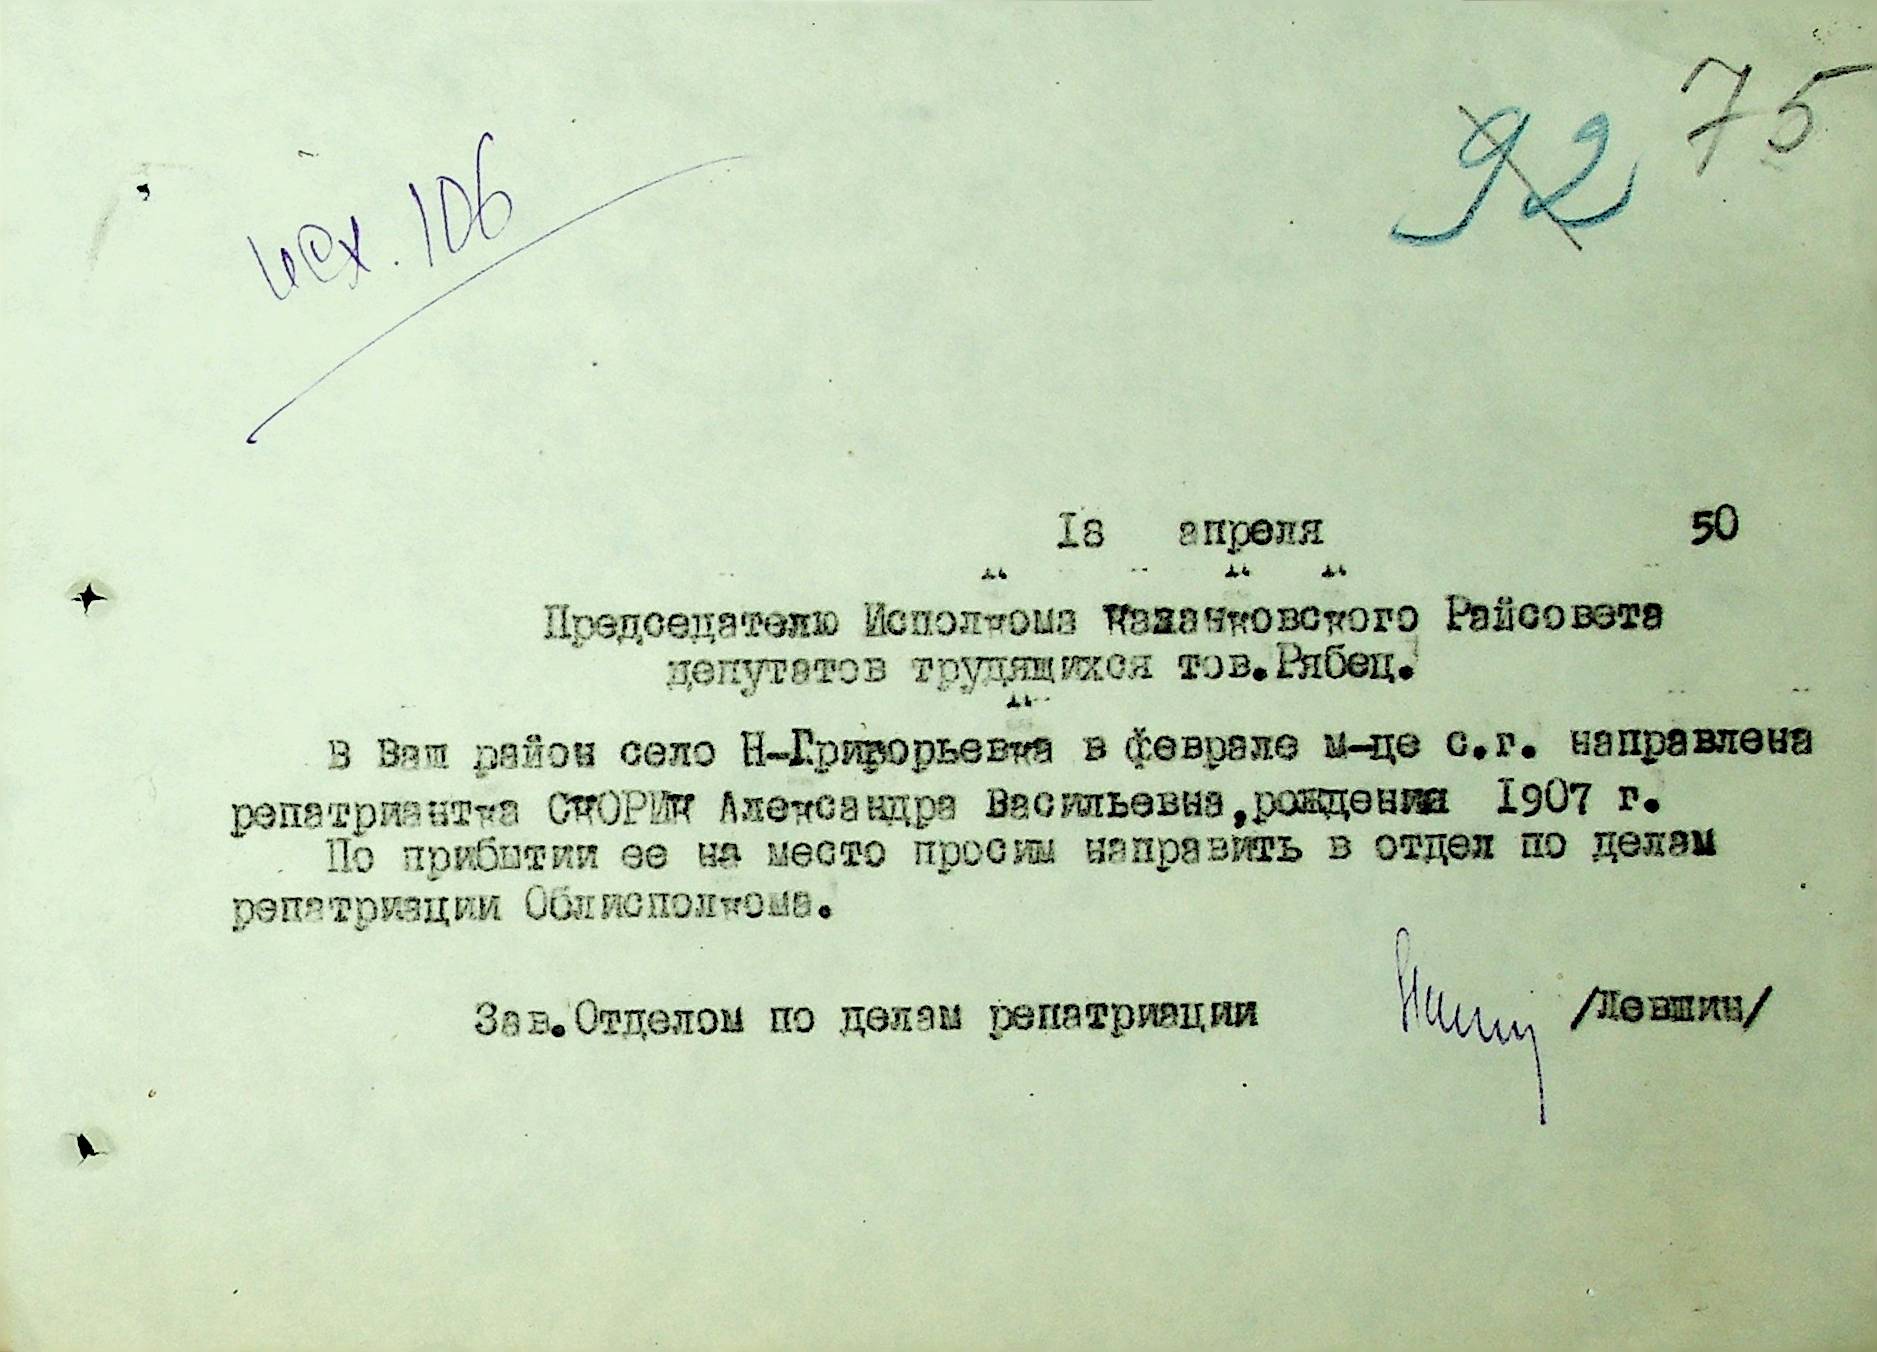 75
92
исх. 106
18 апреля 50
Председателю Исполкома Казанковского Райсовета
депутатов трудящихся тов.Рябец.
В Ваш район село Н-Григорьевка в феврале м-це с.г. направлена
репатриантка СКОРИК Александра Васильевна,рождения 1907 г.
По прибытии ее на место просим направить в отдел по делам
репатриации Облисполкома.
Зав.Отделом по делам репатриации /Левшин/